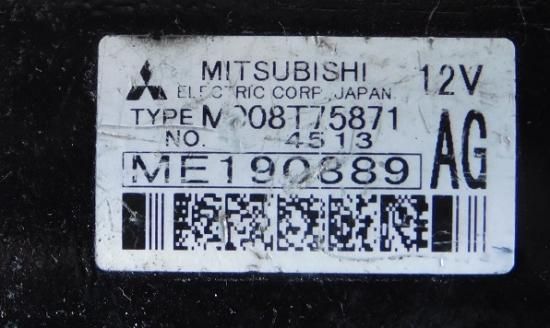 MITSUBISHI 12V
ELECTRIC CORP. JAPAN
TYPE M008T75871
NO. 4513
ME190889 AG